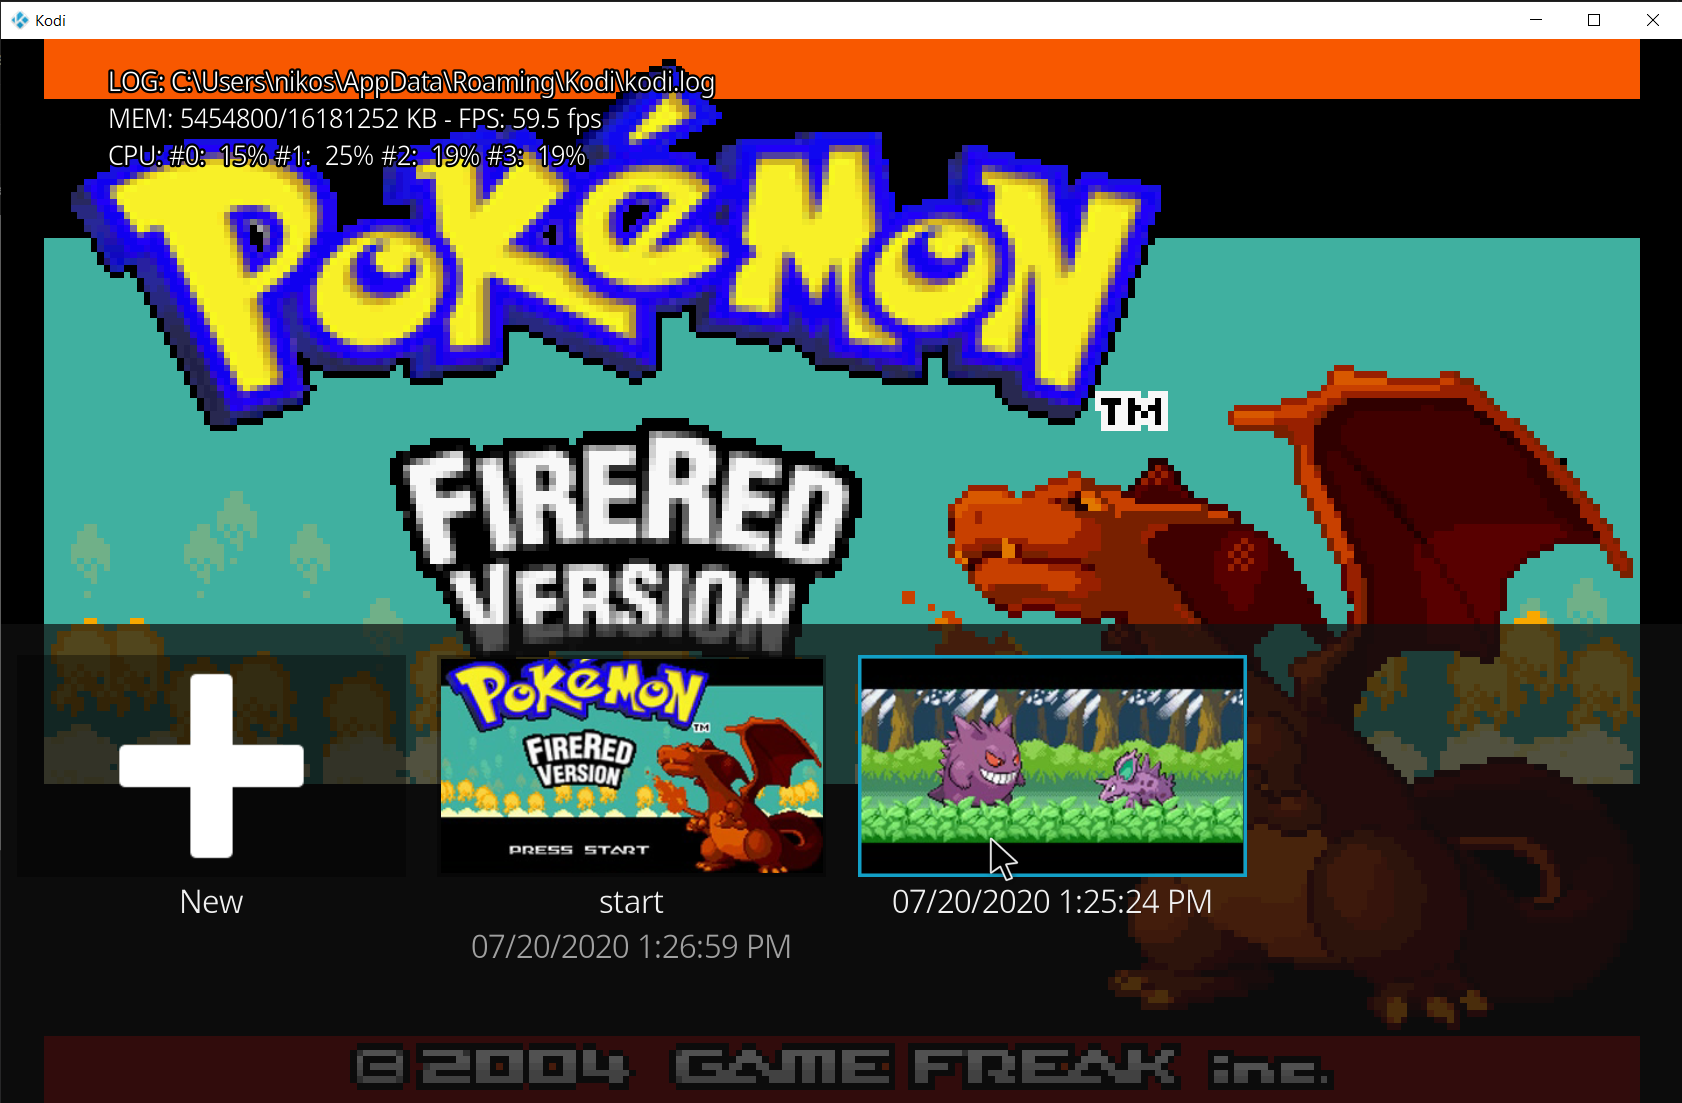 Kodi
LOG: C:\Users\nikos\AppData\Roaming\Kodi\kodi.log
MEM: 5454800/16181252 KB - FPS: 59.5 fps
CPU: #0: 15% #1: 25% #2: 19% #3: 19%
POKéMON
TM
FIRERED
VERSION
POKéMON
TM
FIRERED
VERSION
PRESS START
New
start
07/20/2020 1:25:24 PM
07/20/2020 1:26:59 PM
©2004 GAME FREAK inc.